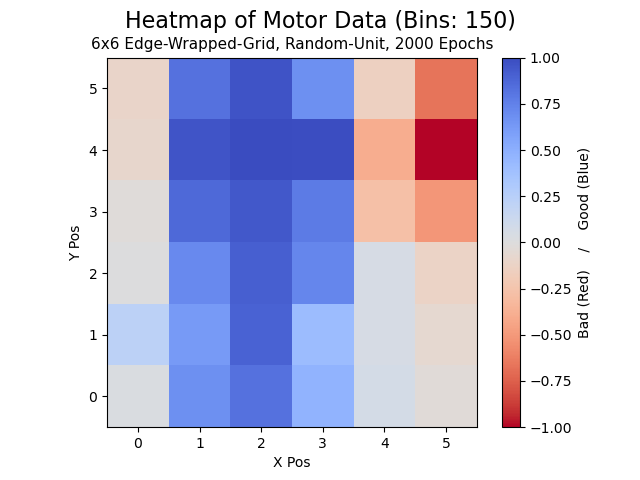 Heatmap of Motor Data (Bins: 150)
6x6 Edge-Wrapped-Grid, Random-Unit, 2000 Epochs
Y Pos
5
4
3
2
1
0
0 1 2 3 4 5
X Pos
1.00
0.75
0.50
0.25
0.00
−0.25
−0.50
−0.75
−1.00
Bad (Red) / Good (Blue)